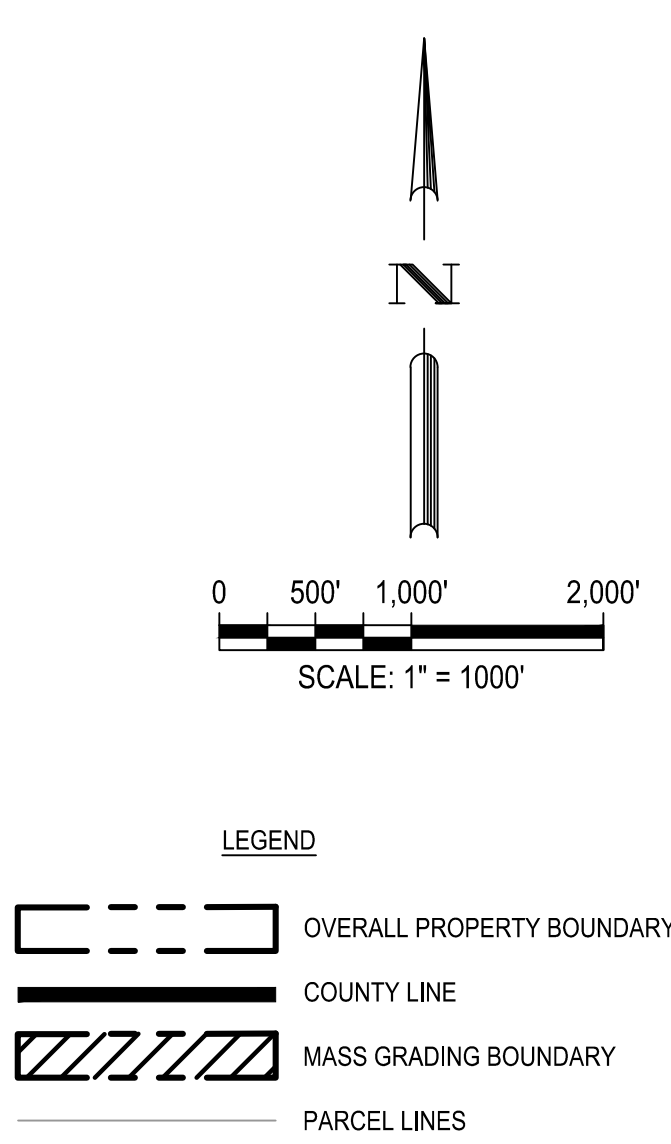 N
0 500' 1,000' 2,000'
SCALE: 1" = 1000'
LEGEND
OVERALL PROPERTY BOUNDARY
COUNTY LINE
MASS GRADING BOUNDARY
PARCEL LINES